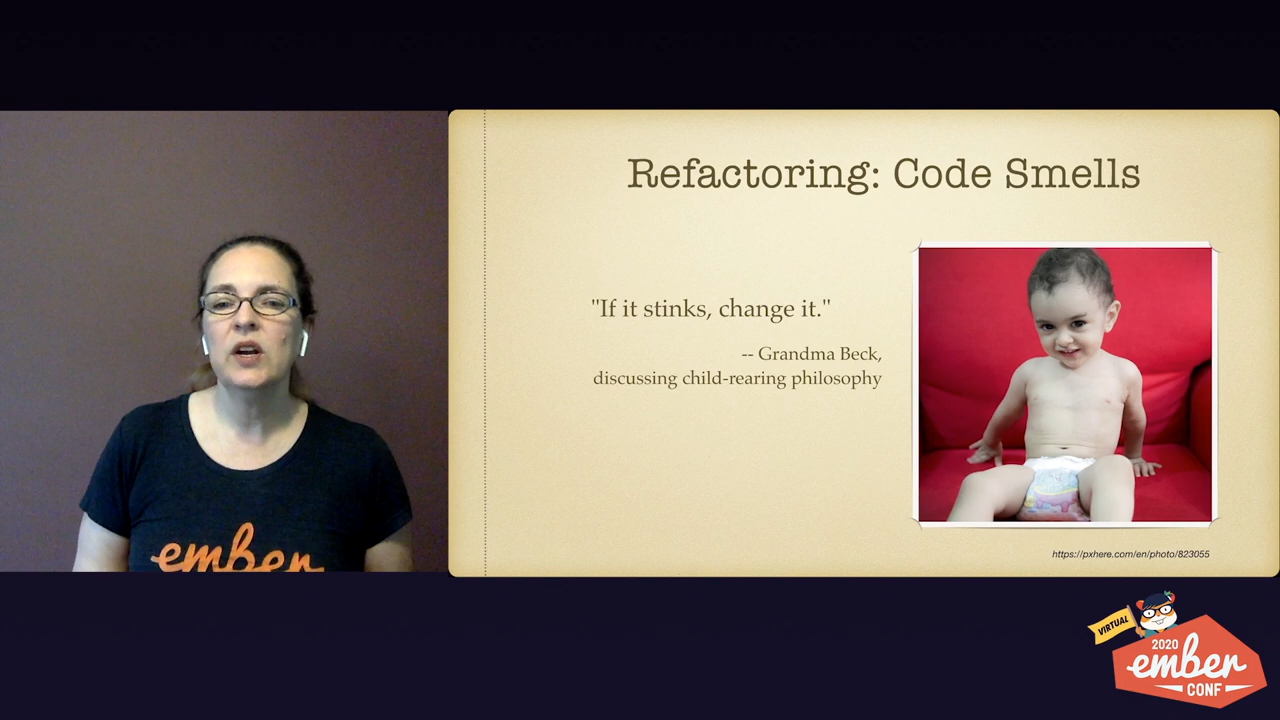 Refactoring: Code Smells
"If it stinks, change it."
-- Grandma Beck,
discussing child-rearing philosophy
https://pxhere.com/en/photo/823055
ember
VIRTUAL
2020
ember
CONF